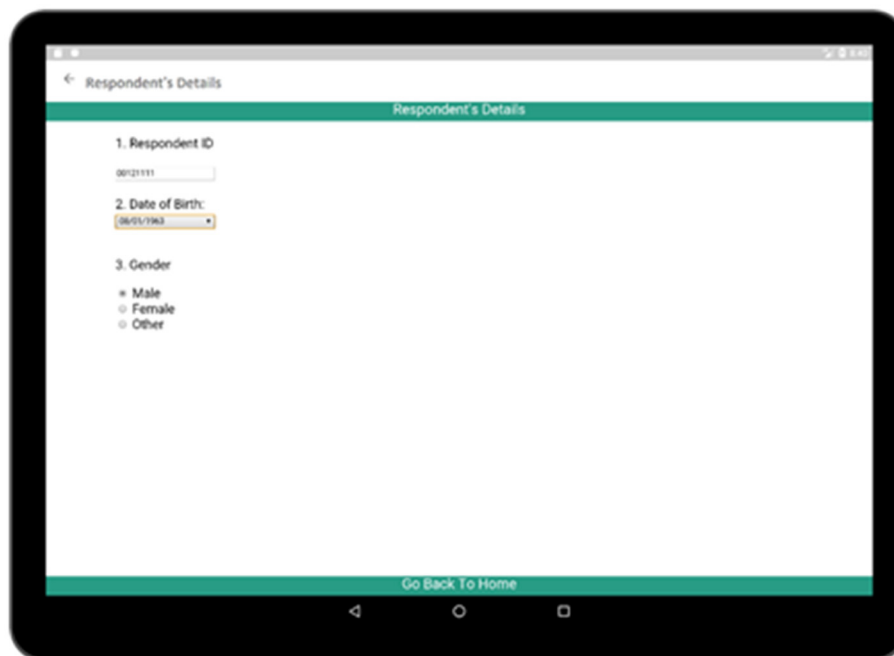 Respondent's Details
Respondent's Details
1. Respondent ID
00121111
2. Date of Birth:
08/01/1963
3. Gender
Male
Female
Other
Go Back To Home